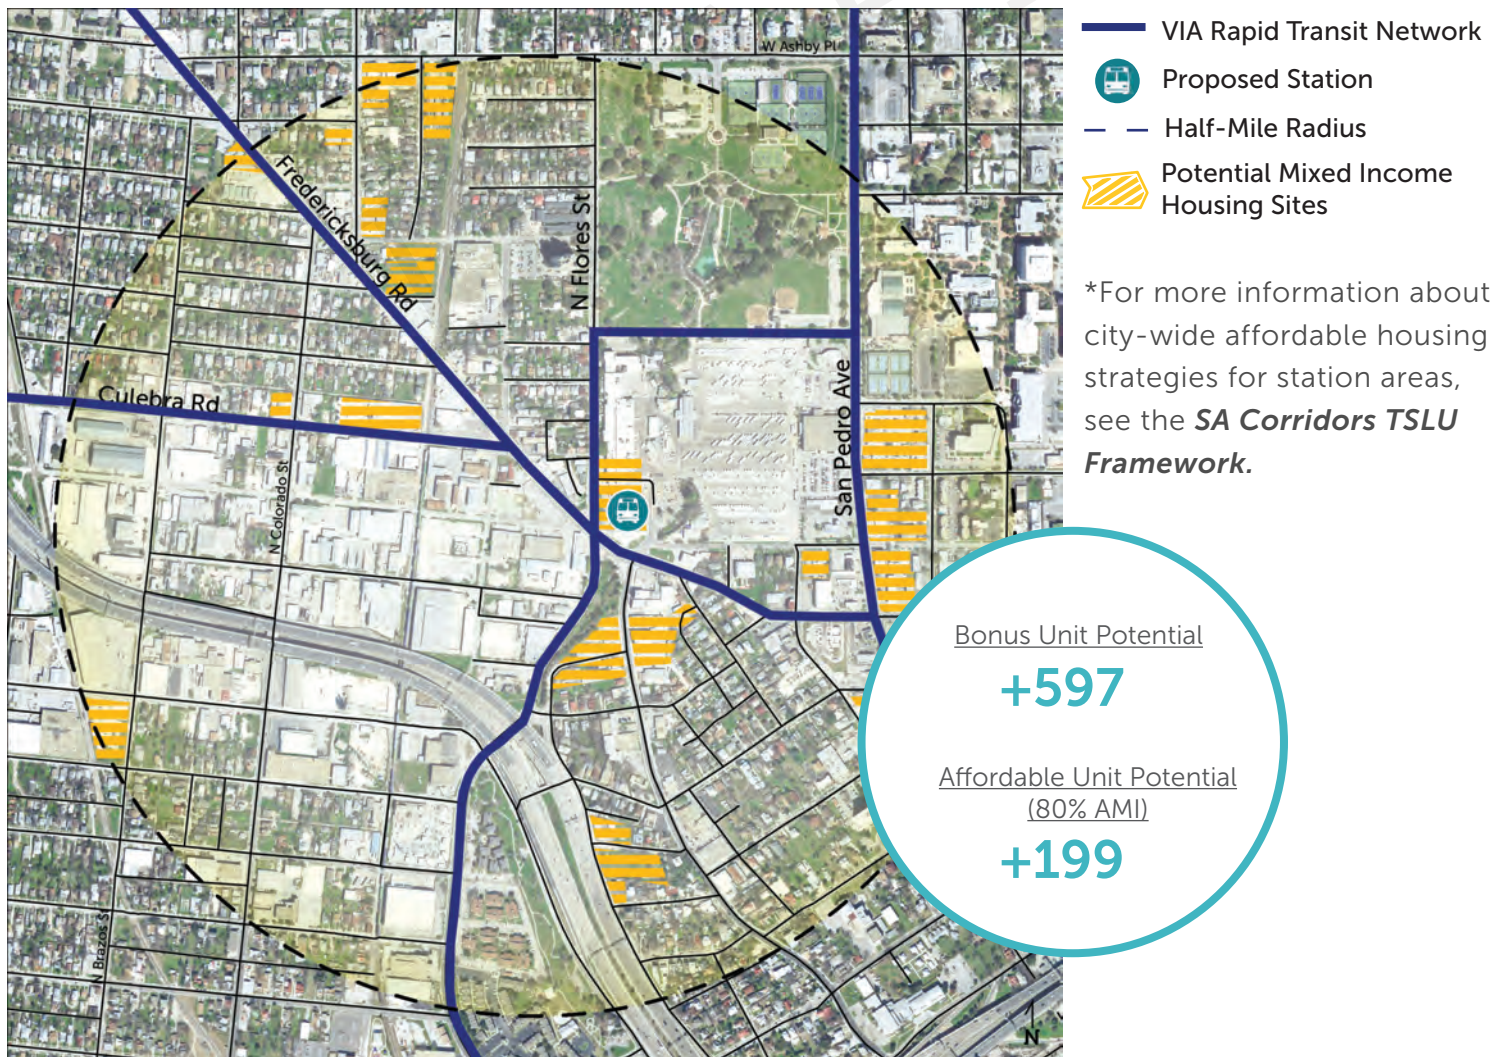 W Ashby Pl
Fredericksburg Rd
N Flores St
Culebra Rd
N Colorado St
San Pedro Ave
N Brazos St
N
VIA Rapid Transit Network
Proposed Station
Half-Mile Radius
Potential Mixed Income
Housing Sites
*For more information about
city-wide affordable housing
strategies for station areas,
see the SA Corridors TSLU
Framework.
Bonus Unit Potential
+597
Affordable Unit Potential
(80% AMI)
+199